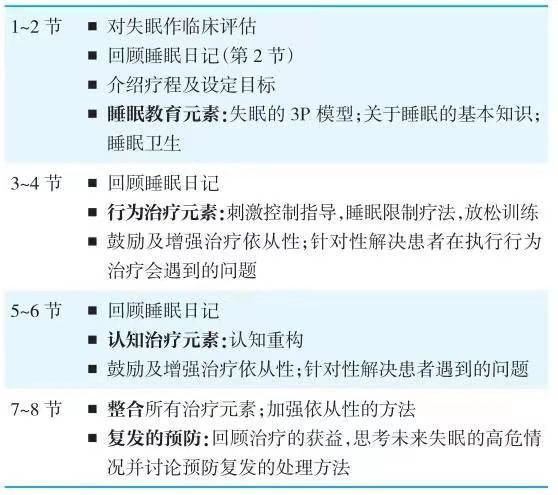 1~2 节 ■ 对失眠作临床评估
■ 回顾睡眠日记(第 2 节)
■ 介绍疗程及设定目标
■ 睡眠教育元素:失眠的 3P 模型;关于睡眠的基本知识;
睡眠卫生
3~4 节 ■ 回顾睡眠日记
■ 行为治疗元素:刺激控制指导,睡眠限制疗法,放松训练
■ 鼓励及增强治疗依从性;针对性解决患者在执行行为
治疗会遇到的问题
5~6 节 ■ 回顾睡眠日记
■ 认知治疗元素:认知重构
■ 鼓励及增强治疗依从性;针对性解决患者遇到的问题
7~8 节 ■ 整合所有治疗元素;加强依从性的方法
■ 复发的预防:回顾治疗的获益,思考未来失眠的高危情
况并讨论预防复发的处理方法